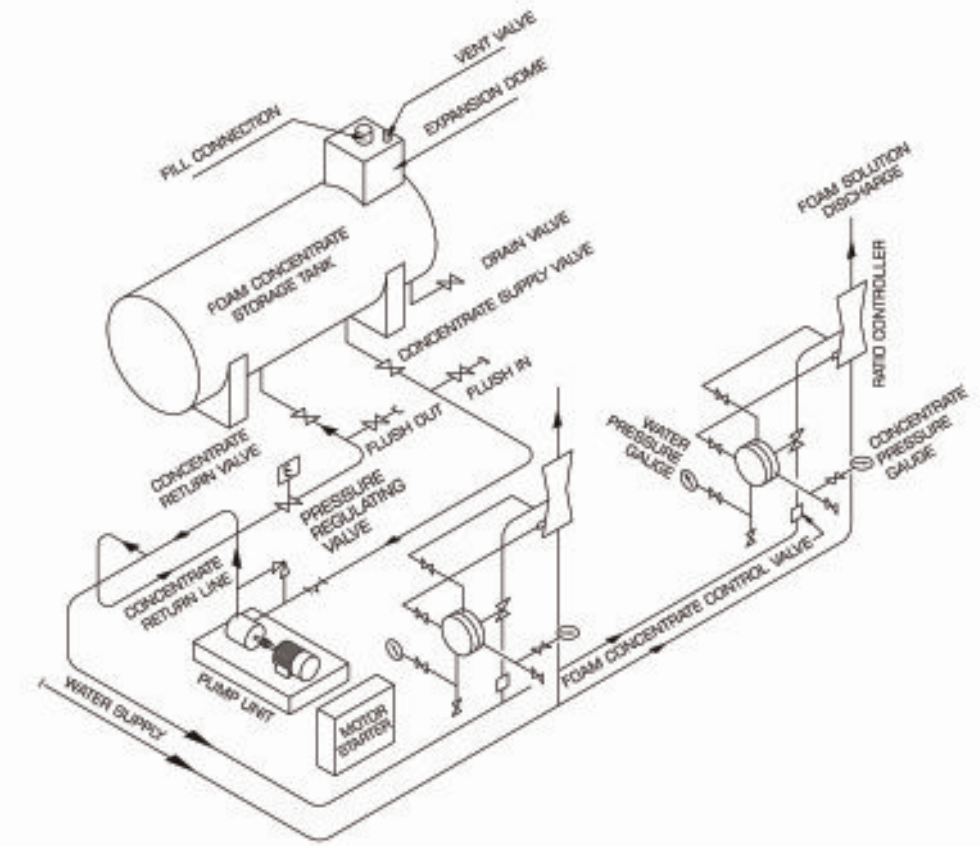 VENT VALVE
EXPANSION DOME
FILL CONNECTION
FOAM SOLUTION
DISCHARGE
FOAM CONCENTRATE
STORAGE TANK
DRAIN VALVE
CONCENTRATE SUPPLY VALVE
RATIO CONTROLLER
FLUSH IN
FLUSH OUT
CONCENTRATE
RETURN VALVE
WATER
PRESSURE
GAUGE
CONCENTRATE
PRESSURE
GAUGE
PRESSURE
REGULATING
VALVE
CONCENTRATE
RETURN LINE
FOAM CONCENTRATE CONTROL VALVE
PUMP UNIT
WATER SUPPLY
MOTOR
STARTER